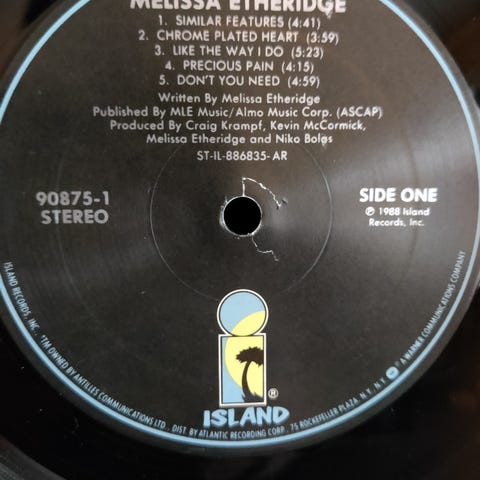 MELISSA ETHERIDGE
1. SIMILAR FEATURES (4:41)
2. CHROME PLATED HEART (3:59)
3. LIKE THE WAY I DO (5:23)
4. PRECIOUS PAIN (4:15)
5. DON'T YOU NEED (4:59)
Written By Melissa Etheridge
Published By MLE Music/Almo Music Corp. (ASCAP)
Produced By Craig Krampf, Kevin McCormick,
Melissa Etheridge and Niko Bolas
ST-IL-886835-AR
90875-1
STEREO
SIDE ONE
℗ 1988 Island
Records, Inc.
i
®
ISLAND
ISLAND RECORDS, INC. *TM OWNED BY ANTILLES COMMUNICATIONS LTD. DIST. BY ATLANTIC RECORDING CORP., 75 ROCKEFELLER PLAZA, N.Y., N.Y. A WARNER COMMUNICATIONS COMPANY